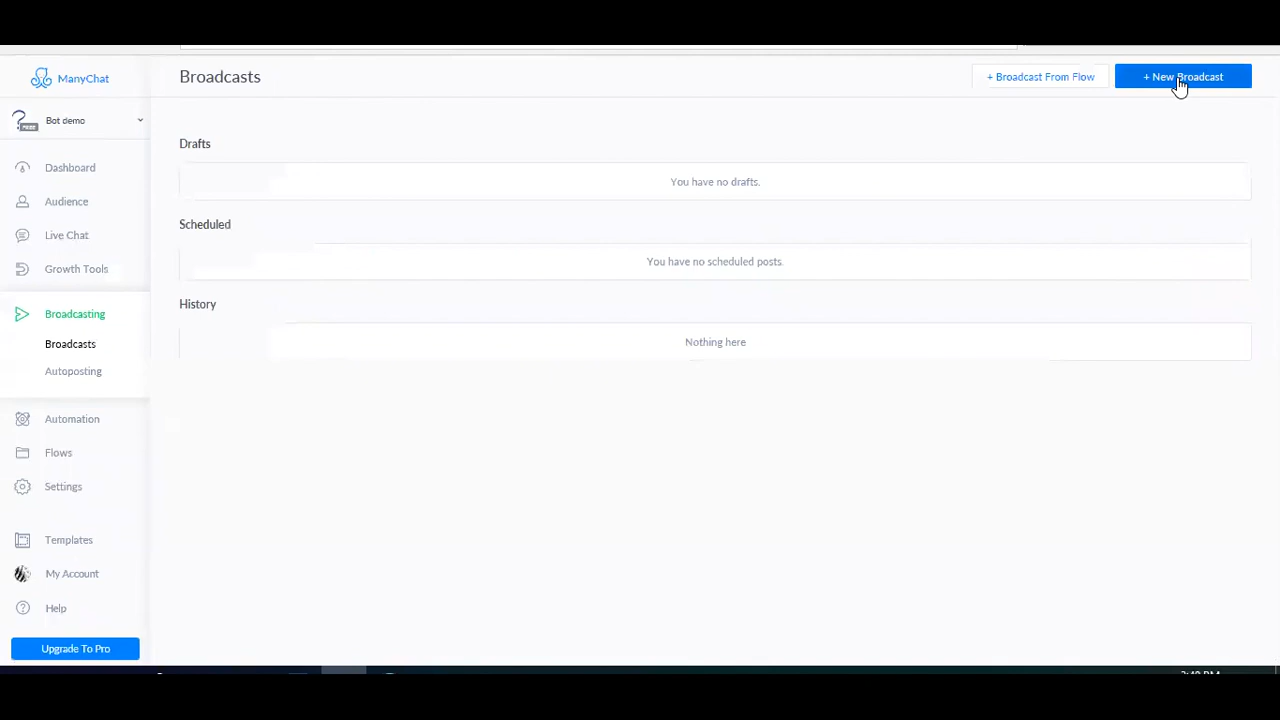 ManyChat
Broadcasts
+ Broadcast From Flow
+ New Broadcast
Bot demo
Dashboard
Audience
Live Chat
Growth Tools
Broadcasting
Broadcasts
Autoposting
Automation
Flows
Settings
Templates
My Account
Help
Upgrade To Pro
Drafts
You have no drafts.
Scheduled
You have no scheduled posts.
History
Nothing here